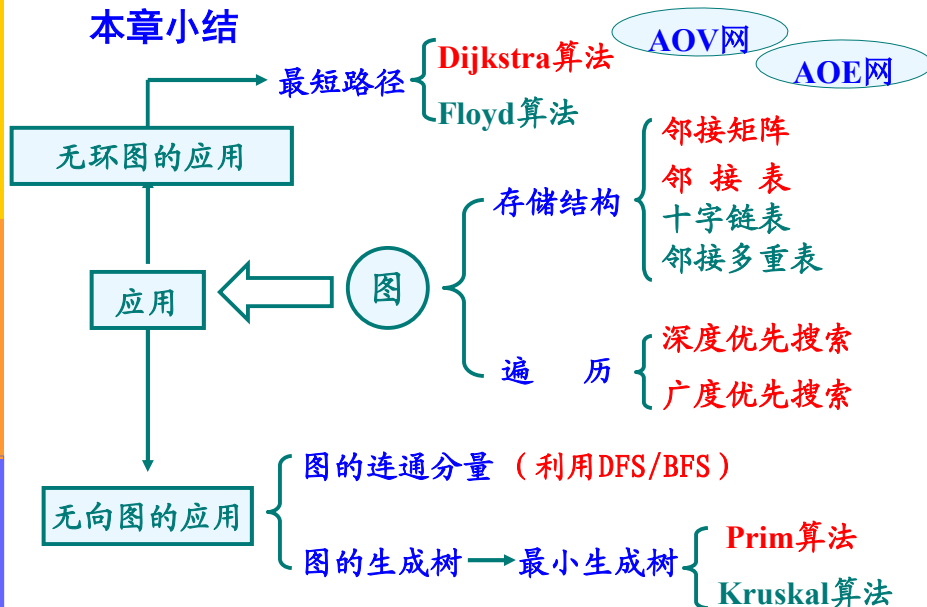 本章小结
AOV网
AOE网
最短路径
Dijkstra算法
Floyd算法
无环图的应用
存储结构
邻接矩阵
邻 接 表
十字链表
邻接多重表
应用
图
遍 历
深度优先搜索
广度优先搜索
无向图的应用
图的连通分量 （利用DFS/BFS）
图的生成树
最小生成树
Prim算法
Kruskal算法